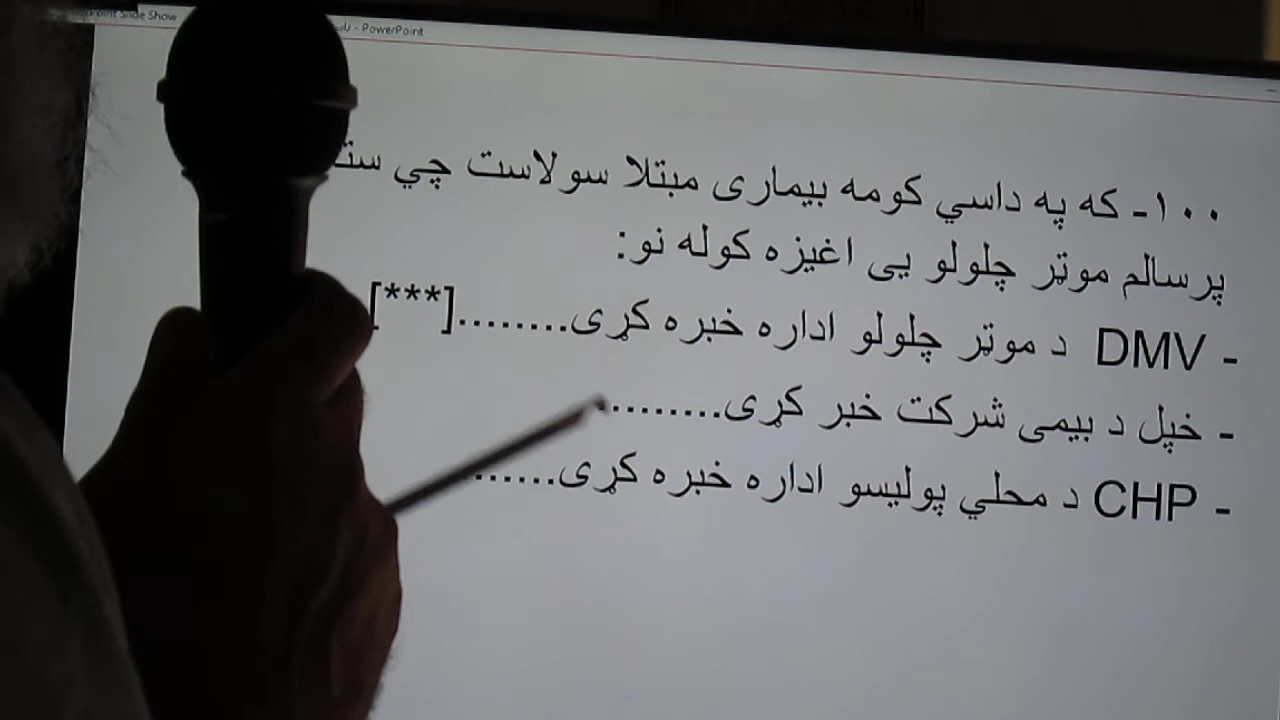 Point Slide Show
- PowerPoint
۱۰۰- که په داسي کومه بیماری مبتلا سولاست چي
پرسالم موټر چلولو یی اغیزه کوله نو:
- DMV د موټر چلولو اداره خبره کړی........[***]
- خپل د بیمی شرکت خبر کړی........
- CHP د محلي پولیسو اداره خبره کړی......